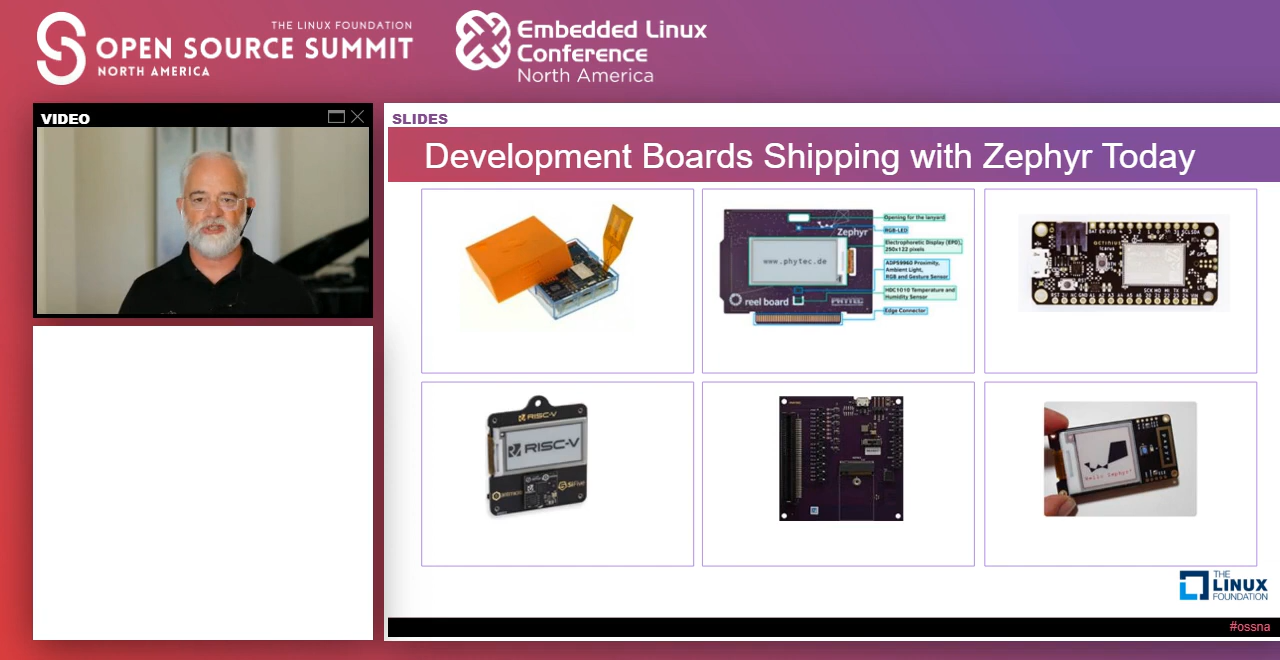 THE LINUX FOUNDATION
OPEN SOURCE SUMMIT
NORTH AMERICA
Embedded Linux
Conference
North America
VIDEO
SLIDES
Development Boards Shipping with Zephyr Today
Zephyr
www.phytec.de
reel board
PHYTEC
Opening for the lanyard
RGB-LED
Electrophoretic Display (EPD),
250x122 pixels
ADPS9960 Proximity,
Ambient Light,
RGB and Gesture Sensor
HDC1010 Temperature and
Humidity Sensor
Edge Connector
RISC-V
RISC-V
antmicro
SiFive
Hello Zephyr!
THE
LINUX
FOUNDATION
#ossna